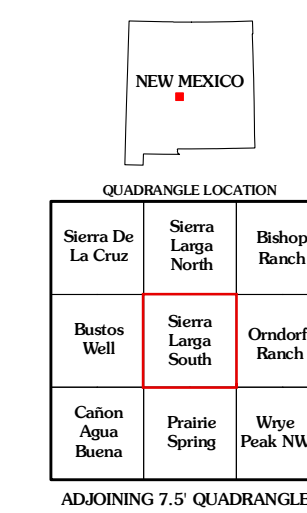 NEW MEXICO
QUADRANGLE LOCATION
Sierra De
La Cruz
Sierra
Larga
North
Bishop
Ranch
Bustos
Well
Sierra
Larga
South
Orndorf
Ranch
Cañon
Agua
Buena
Prairie
Spring
Wrye
Peak NW
ADJOINING 7.5' QUADRANGLE